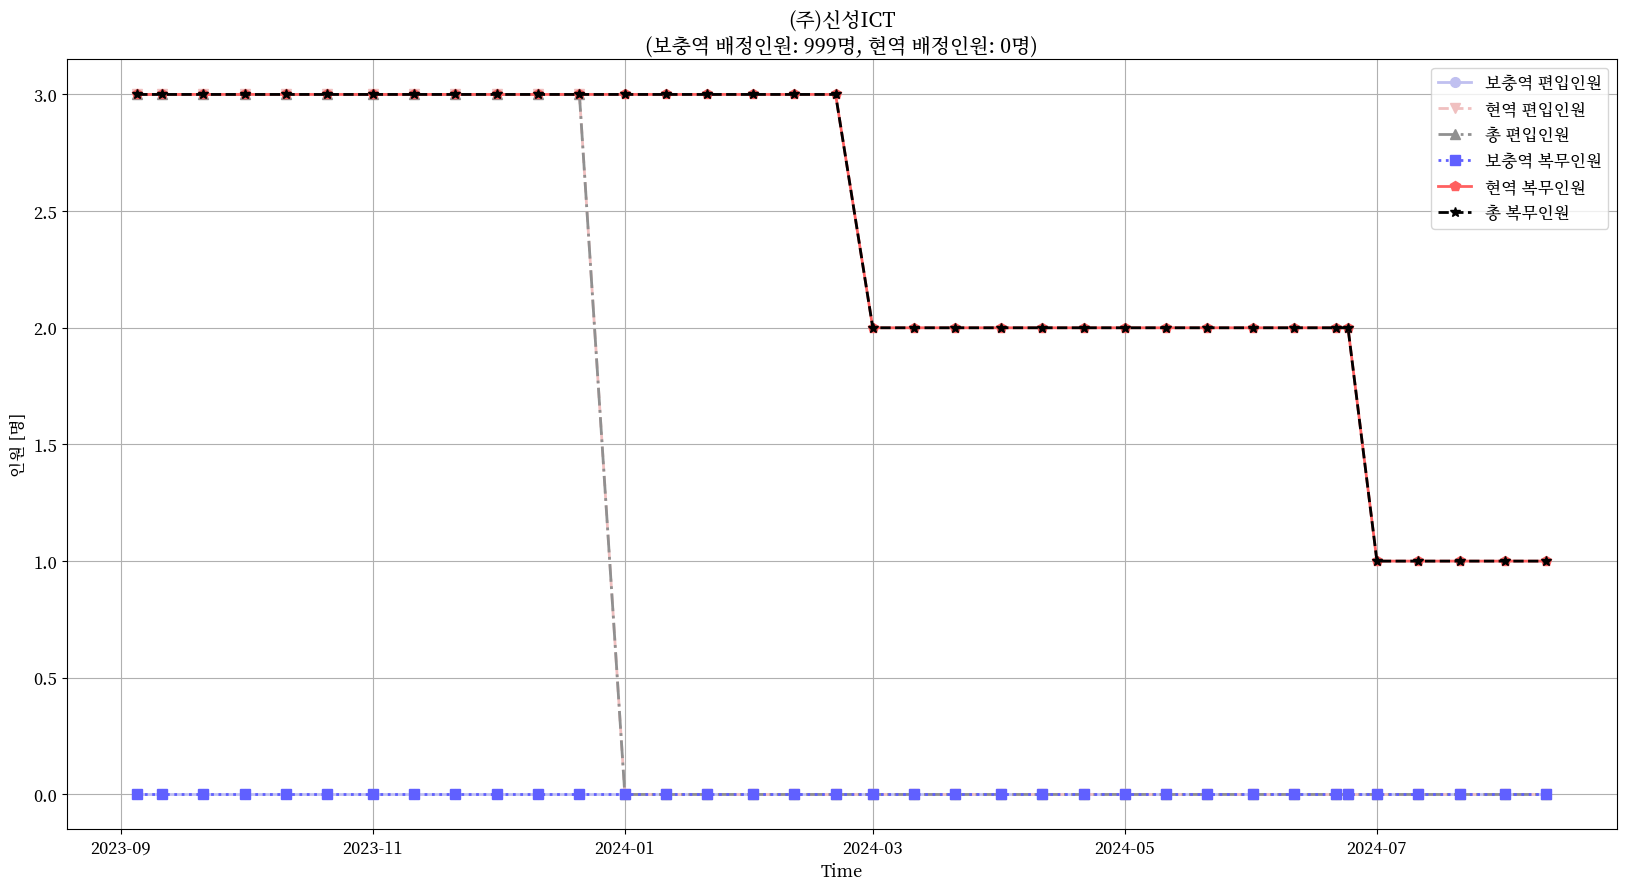 (주)신성ICT
(보충역 배정인원: 999명, 현역 배정인원: 0명)
보충역 편입인원
현역 편입인원
총 편입인원
보충역 복무인원
현역 복무인원
총 복무인원
인원 [명]
3.0
2.5
2.0
1.5
1.0
0.5
0.0
2023-09
2023-11
2024-01
2024-03
2024-05
2024-07
Time